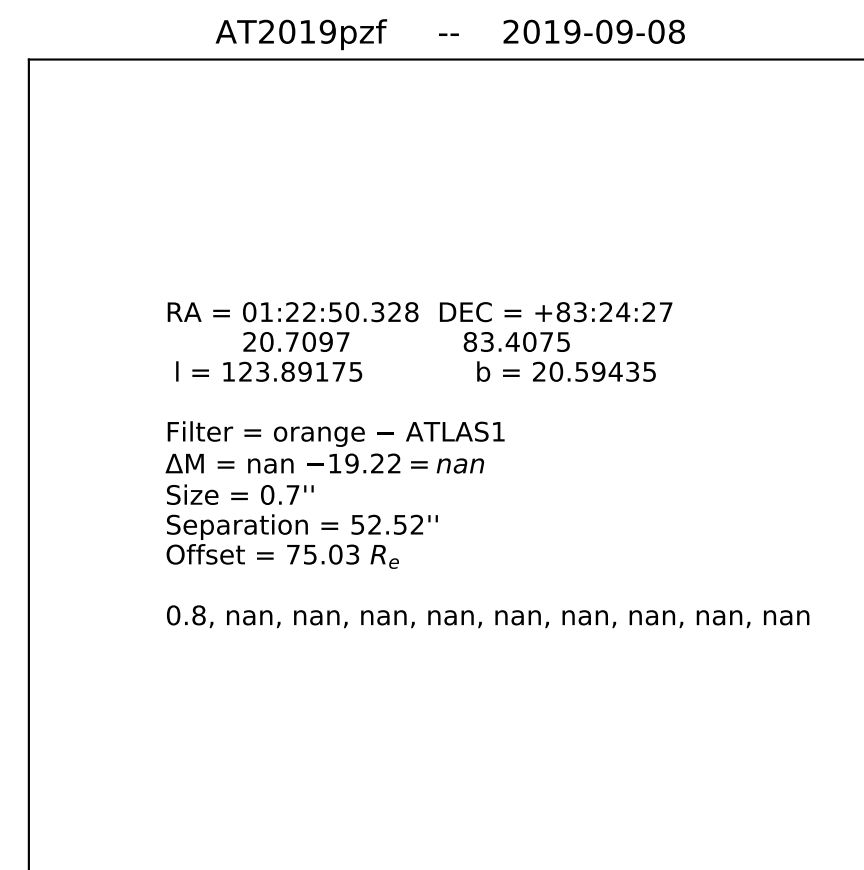 AT2019pzf -- 2019-09-08
RA = 01:22:50.328 DEC = +83:24:27
20.7097 83.4075
l = 123.89175 b = 20.59435
Filter = orange − ATLAS1
ΔM = nan −19.22 = nan
Size = 0.7''
Separation = 52.52''
Offset = 75.03 Re
0.8, nan, nan, nan, nan, nan, nan, nan, nan, nan